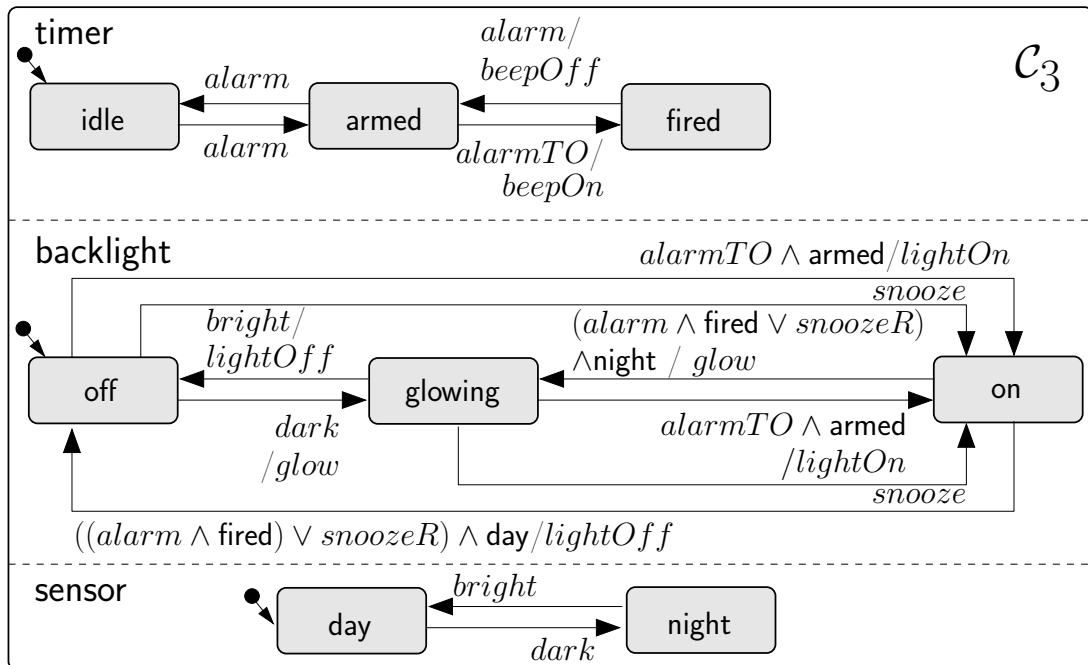 timer
C₃
alarm/
beepOff
alarm
idle
armed
fired
alarm
alarmTO/
beepOn
backlight
alarmTO ∧ armed/lightOn
snooze
bright/
lightOff
(alarm ∧ fired ∨ snoozeR)
∧night / glow
off
glowing
on
dark
/glow
alarmTO ∧ armed
/lightOn
snooze
((alarm ∧ fired) ∨ snoozeR) ∧ day/lightOff
sensor
bright
day
night
dark